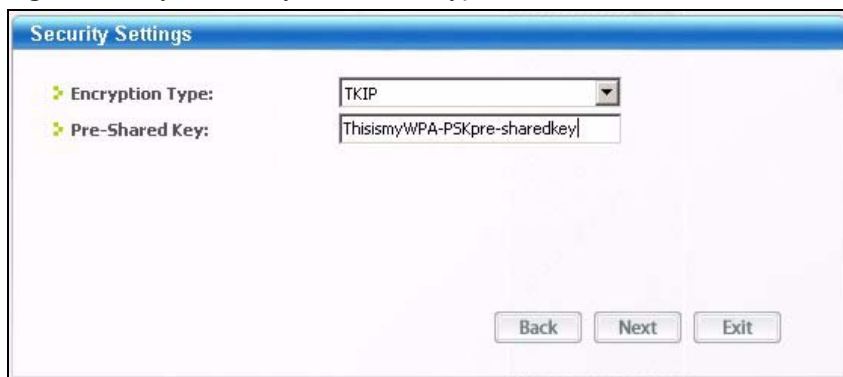 Security Settings
Encryption Type: TKIP
Pre-Shared Key: ThisismyWPA-PSKpre-sharedkey
Back Next Exit